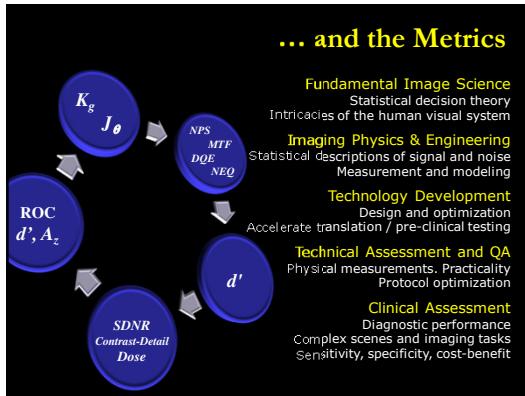 ... and the Metrics
K_g
J_θ
NPS
MTF
DQE
NEQ
d'
SDNR
Contrast-Detail
Dose
ROC
d', A_z
Fundamental Image Science
Statistical decision theory
Intricacies of the human visual system
Imaging Physics & Engineering
Statistical descriptions of signal and noise
Measurement and modeling
Technology Development
Design and optimization
Accelerate translation / pre-clinical testing
Technical Assessment and QA
Physical measurements. Practicality
Protocol optimization
Clinical Assessment
Diagnostic performance
Complex scenes and imaging tasks
Sensitivity, specificity, cost-benefit